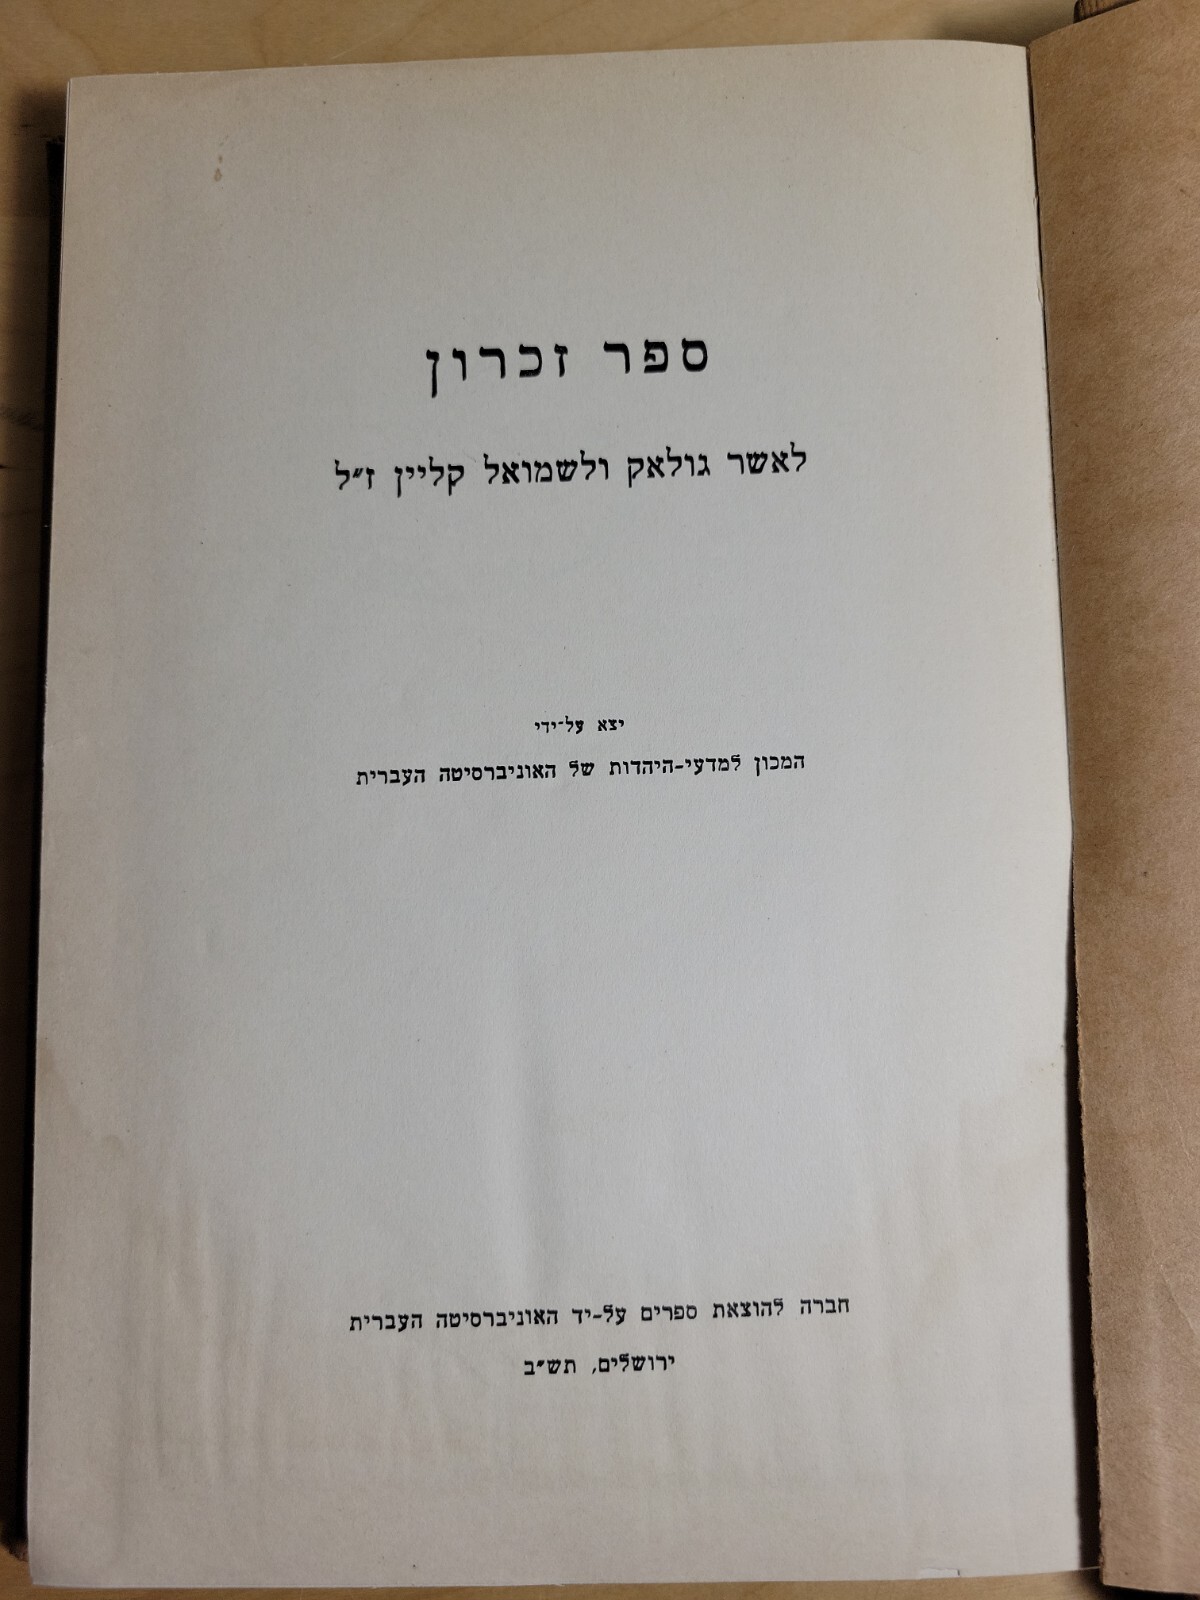 ספר זכרון
לאשר גולאק ולשמואל קליין ז״ל
יצא על־ידי
המכון למדעי-היהדות של האוניברסיטה העברית
חברה להוצאת ספרים על-יד האוניברסיטה העברית
ירושלים, תש״ב